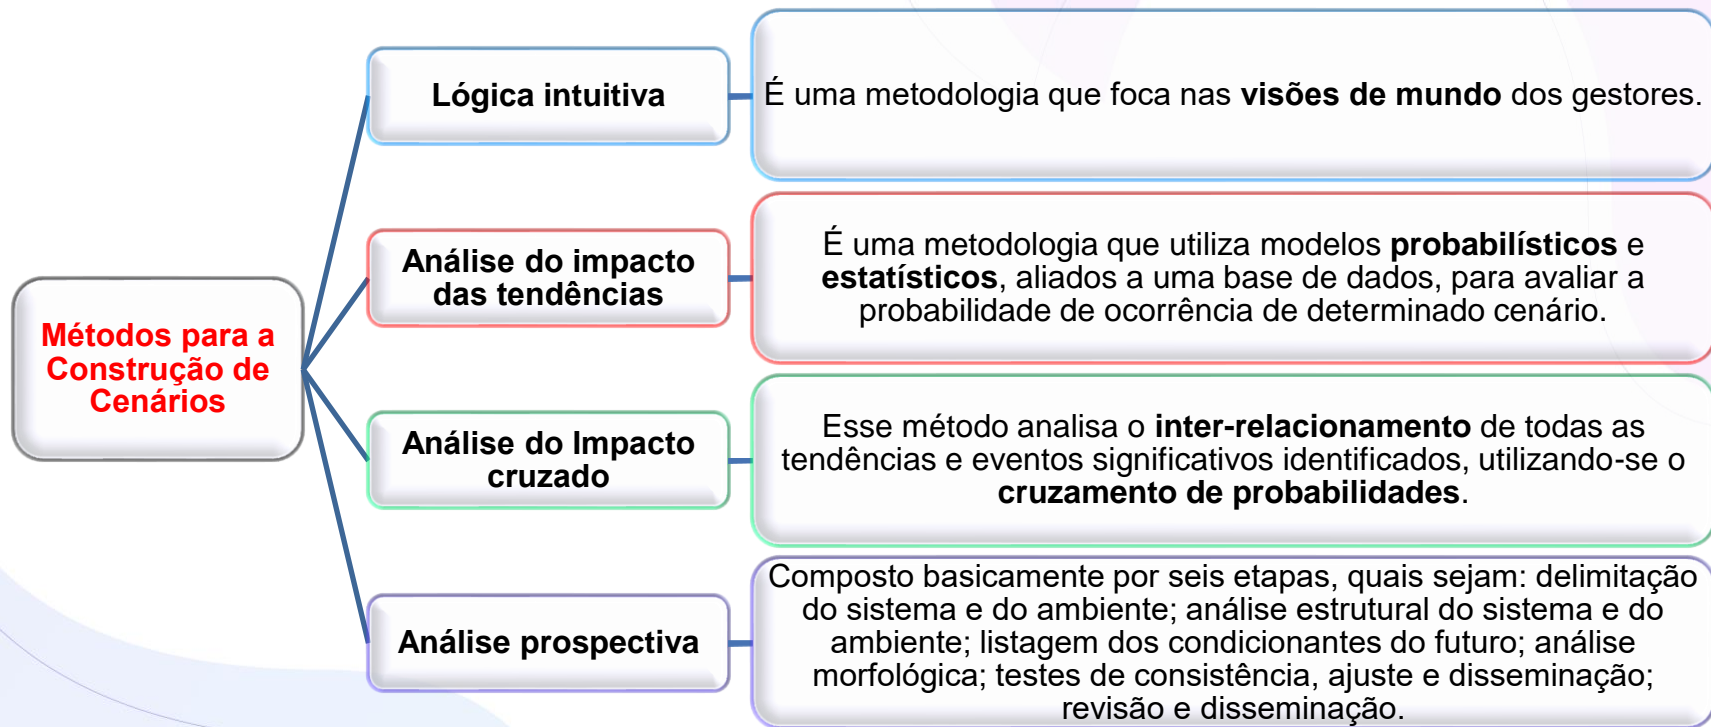 Métodos para a
Construção de
Cenários
Lógica intuitiva
É uma metodologia que foca nas visões de mundo dos gestores.
Análise do impacto
das tendências
É uma metodologia que utiliza modelos probabilísticos e
estatísticos, aliados a uma base de dados, para avaliar a
probabilidade de ocorrência de determinado cenário.
Análise do Impacto
cruzado
Esse método analisa o inter-relacionamento de todas as
tendências e eventos significativos identificados, utilizando-se o
cruzamento de probabilidades.
Análise prospectiva
Composto basicamente por seis etapas, quais sejam: delimitação
do sistema e do ambiente; análise estrutural do sistema e do
ambiente; listagem dos condicionantes do futuro; análise
morfológica; testes de consistência, ajuste e disseminação;
revisão e disseminação.